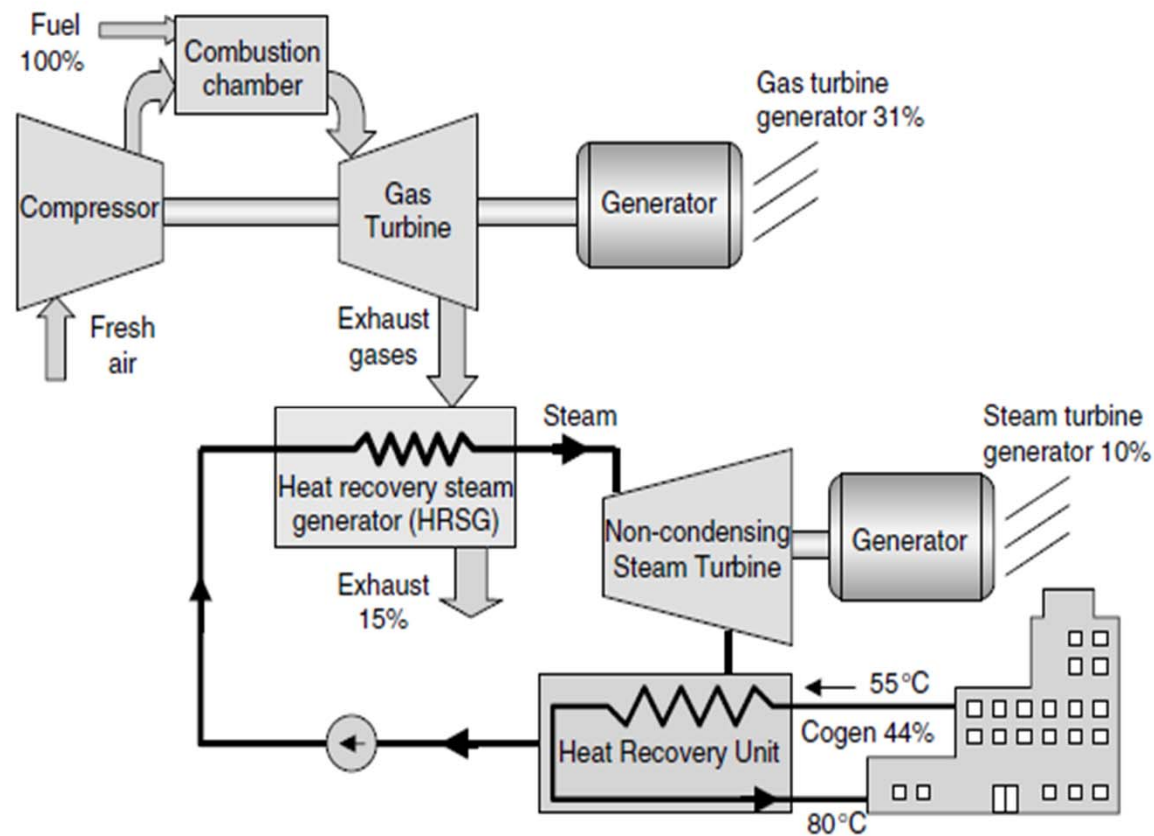 Fuel
100%
Combustion
chamber
Gas turbine
generator 31%
Compressor
Gas
Turbine
Generator
Fresh
air
Exhaust
gases
Steam
Steam turbine
generator 10%
Heat recovery steam
generator (HRSG)
Non-condensing
Steam Turbine
Generator
Exhaust
15%
55°C
Cogen 44%
Heat Recovery Unit
80°C